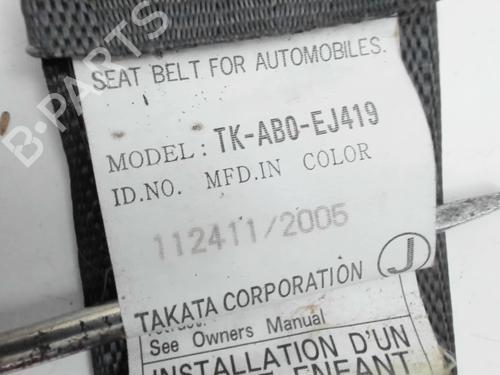 SEAT BELT FOR AUTOMOBILES.
MODEL: TK-AB0-EJ419
ID.NO. MFD.IN COLOR
112411/2005
TAKATA CORPORATION J
See Owners Manual
INSTALLATION D'UN
ENFANT
B-PARTS